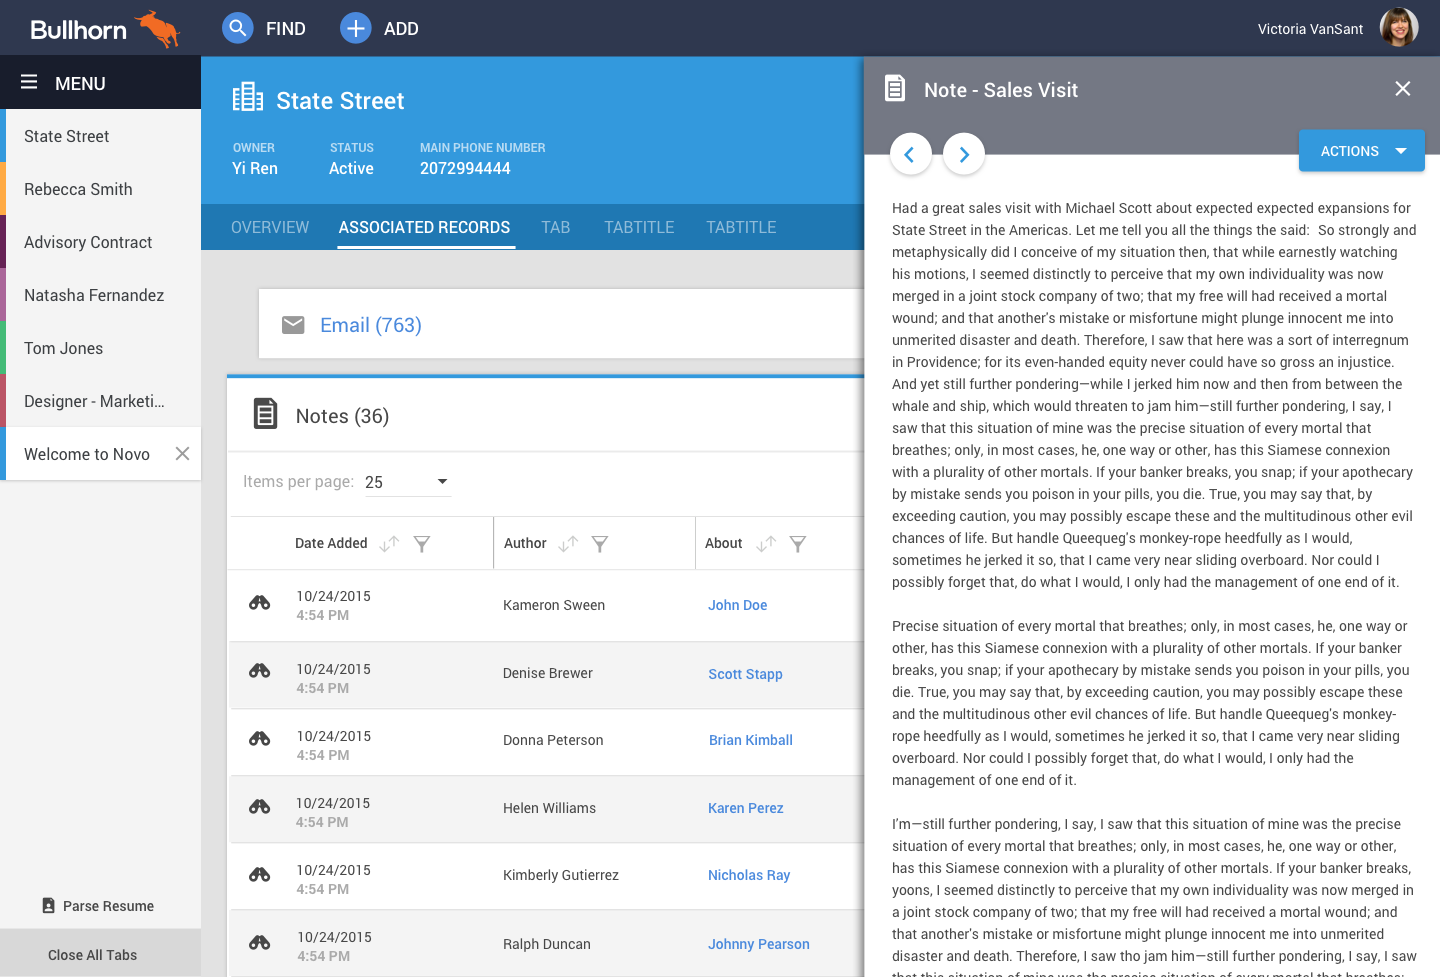 Bullhorn
FIND
ADD
Victoria VanSant
MENU
State Street
Rebecca Smith
Advisory Contract
Natasha Fernandez
Tom Jones
Designer - Marketi...
Welcome to Novo
Parse Resume
Close All Tabs
State Street
OWNER STATUS MAIN PHONE NUMBER
Yi Ren Active 2072994444
OVERVIEW ASSOCIATED RECORDS TAB TABTITLE TABTITLE
Email (763)
Notes (36)
Items per page: 25
Date Added Author About
10/24/2015
4:54 PM
Kameron Sween
John Doe
10/24/2015
4:54 PM
Denise Brewer
Scott Stapp
10/24/2015
4:54 PM
Donna Peterson
Brian Kimball
10/24/2015
4:54 PM
Helen Williams
Karen Perez
10/24/2015
4:54 PM
Kimberly Gutierrez
Nicholas Ray
10/24/2015
4:54 PM
Ralph Duncan
Johnny Pearson
Note - Sales Visit
ACTIONS
Had a great sales visit with Michael Scott about expected expected expansions for
State Street in the Americas. Let me tell you all the things the said:  So strongly and
metaphysically did I conceive of my situation then, that while earnestly watching
his motions, I seemed distinctly to perceive that my own individuality was now
merged in a joint stock company of two; that my free will had received a mortal
wound; and that another's mistake or misfortune might plunge innocent me into
unmerited disaster and death. Therefore, I saw that here was a sort of interregnum
in Providence; for its even-handed equity never could have so gross an injustice.
And yet still further pondering—while I jerked him now and then from between the
whale and ship, which would threaten to jam him—still further pondering, I say, I
saw that this situation of mine was the precise situation of every mortal that
breathes; only, in most cases, he, one way or other, has this Siamese connexion
with a plurality of other mortals. If your banker breaks, you snap; if your apothecary
by mistake sends you poison in your pills, you die. True, you may say that, by
exceeding caution, you may possibly escape these and the multitudinous other evil
chances of life. But handle Queequeg's monkey-rope heedfully as I would,
sometimes he jerked it so, that I came very near sliding overboard. Nor could I
possibly forget that, do what I would, I only had the management of one end of it.
Precise situation of every mortal that breathes; only, in most cases, he, one way or
other, has this Siamese connexion with a plurality of other mortals. If your banker
breaks, you snap; if your apothecary by mistake sends you poison in your pills, you
die. True, you may say that, by exceeding caution, you may possibly escape these
and the multitudinous other evil chances of life. But handle Queequeg's monkey-
rope heedfully as I would, sometimes he jerked it so, that I came very near sliding
overboard. Nor could I possibly forget that, do what I would, I only had the
management of one end of it.
I'm—still further pondering, I say, I saw that this situation of mine was the precise
situation of every mortal that breathes; only, in most cases, he, one way or other,
has this Siamese connexion with a plurality of other mortals. If your banker breaks,
yoons, I seemed distinctly to perceive that my own individuality was now merged in
a joint stock company of two; that my free will had received a mortal wound; and
that another's mistake or misfortune might plunge innocent me into unmerited
disaster and death. Therefore, I saw tho jam him—still further pondering, I say, I saw
that this situation of mine was the precise situation of every mortal that breathes;